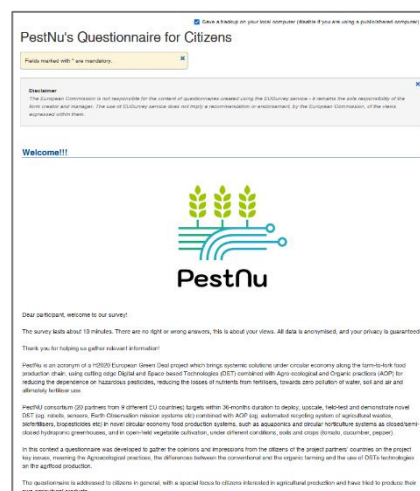 Save a backup on your local computer (disable if you are using a public/shared computer)
PestNu's Questionnaire for Citizens
Fields marked with * are mandatory.
Disclaimer
The European Commission is not responsible for the content of questionnaires created using the EUSurvey service - it remains the sole responsibility of the
form creator and manager. The use of EUSurvey service does not imply a recommendation or endorsement, by the European Commission, of the views
expressed within them.
Welcome!!!
PestNu
Dear participant, welcome to our survey!
The survey lasts about 10 minutes. There are no right or wrong answers, this is about your views. All data is anonymised, and your privacy is guaranteed.
Thank you for helping us gather relevant information!
PestNu is an acronym of a H2020 European Green Deal project which brings systemic solutions under circular economy along the farm-to-fork food
production chain, using cutting edge Digital and Space-based Technologies (DST) combined with Agro-ecological and Organic practices (AOP) for
reducing the dependence on hazardous pesticides, reducing the losses of nutrients from fertilisers, towards zero pollution of water, soil and air and
ultimately fertiliser use.
PestNU consortium (20 partners from 9 different EU countries) targets within 36-months duration to deploy, upscale, field-test and demonstrate novel
DST (eg. robots, sensors, Earth Observation mission systems etc) combined with AOP (eg. automated recycling system of agricultural wastes,
biofertilisers, biopesticides etc) in novel circular economy food production systems, such as aquaponics and circular horticulture systems as closed/semi-
closed hydroponic greenhouses, and in open-field vegetable cultivation, under different conditions, soils and crops (tomato, cucumber, pepper).
In this context a questionnaire was developed to gather the opinions and impressions from the citizens of the project partners' countries on the project
key issues, meaning the Agroecological practices, the differences between the conventional and the organic farming and the use of DSTs technologies
on the agrifood production.
The questionnaire is addressed to citizens in general, with a special focus to citizens interested in agricultural production and have tried to produce their
own agricultural products.